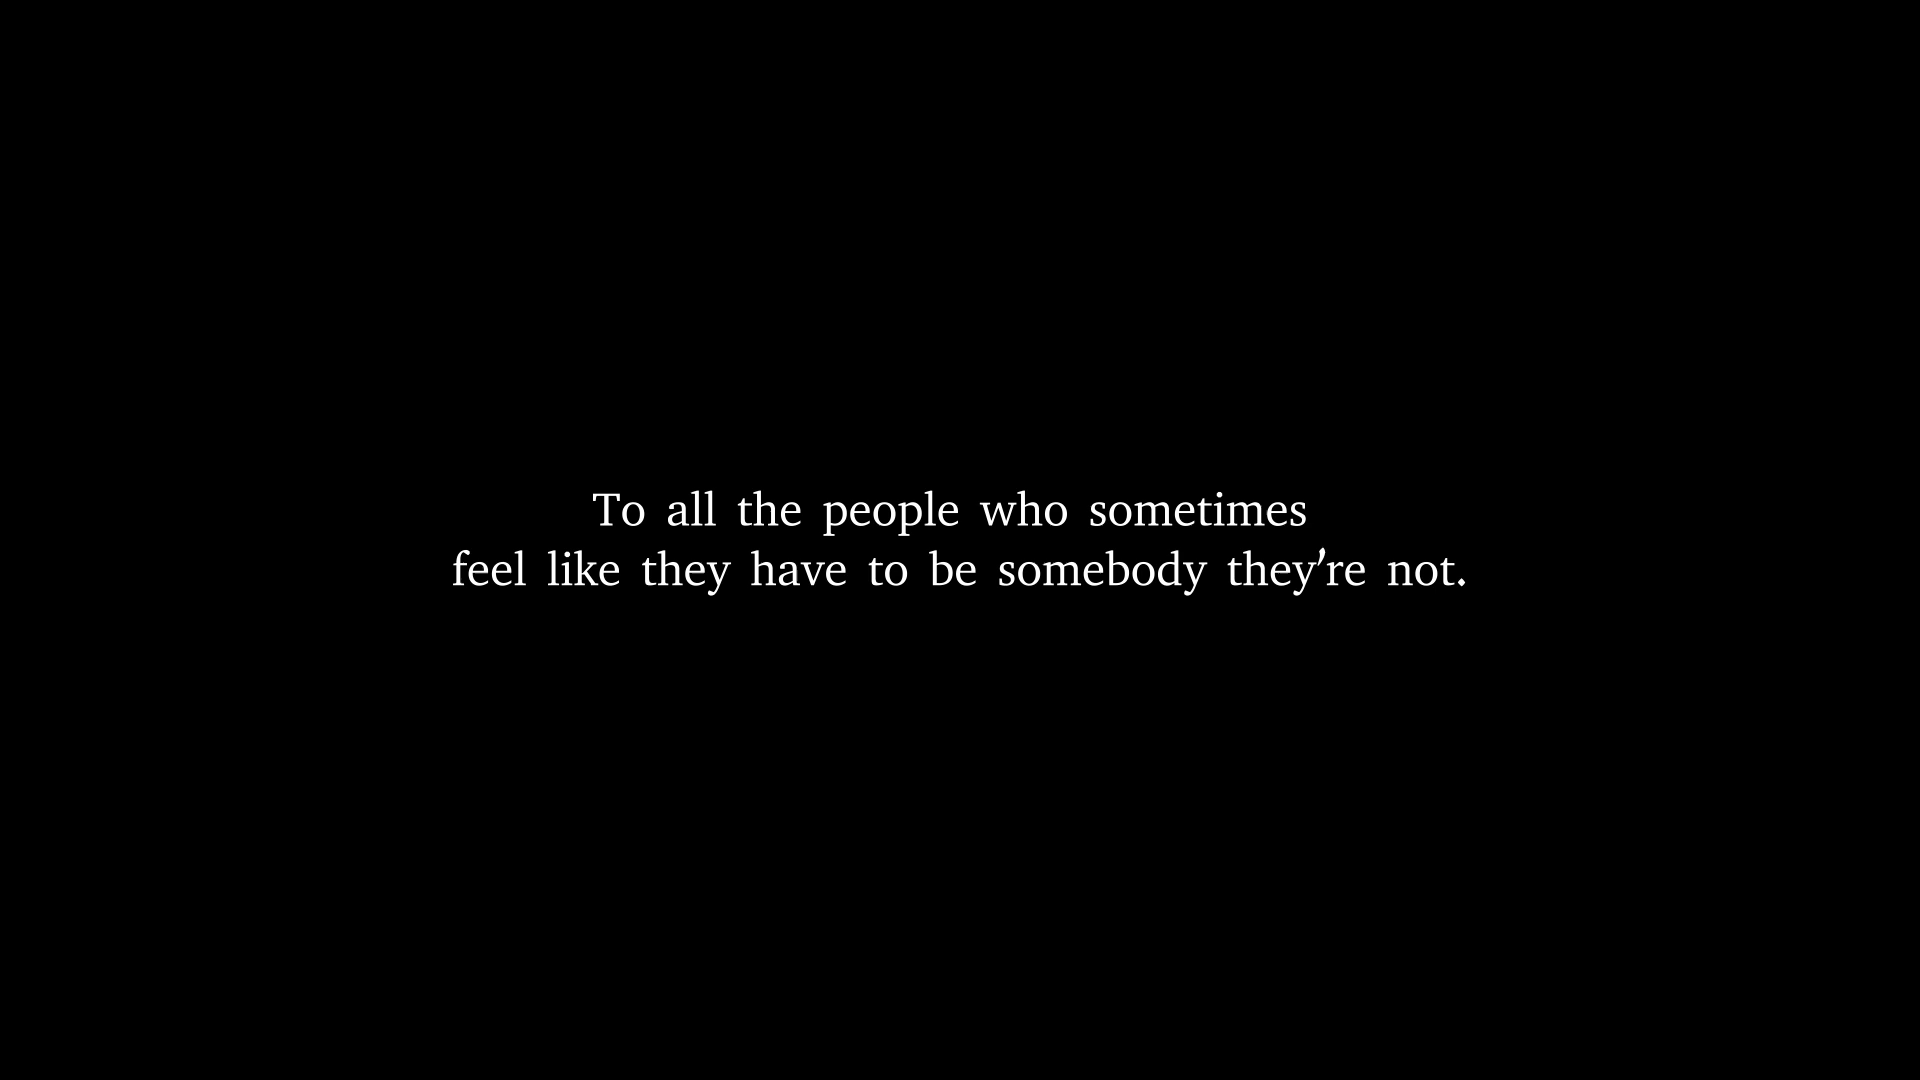 To all the people who sometimes
feel like they have to be somebody they’re not.